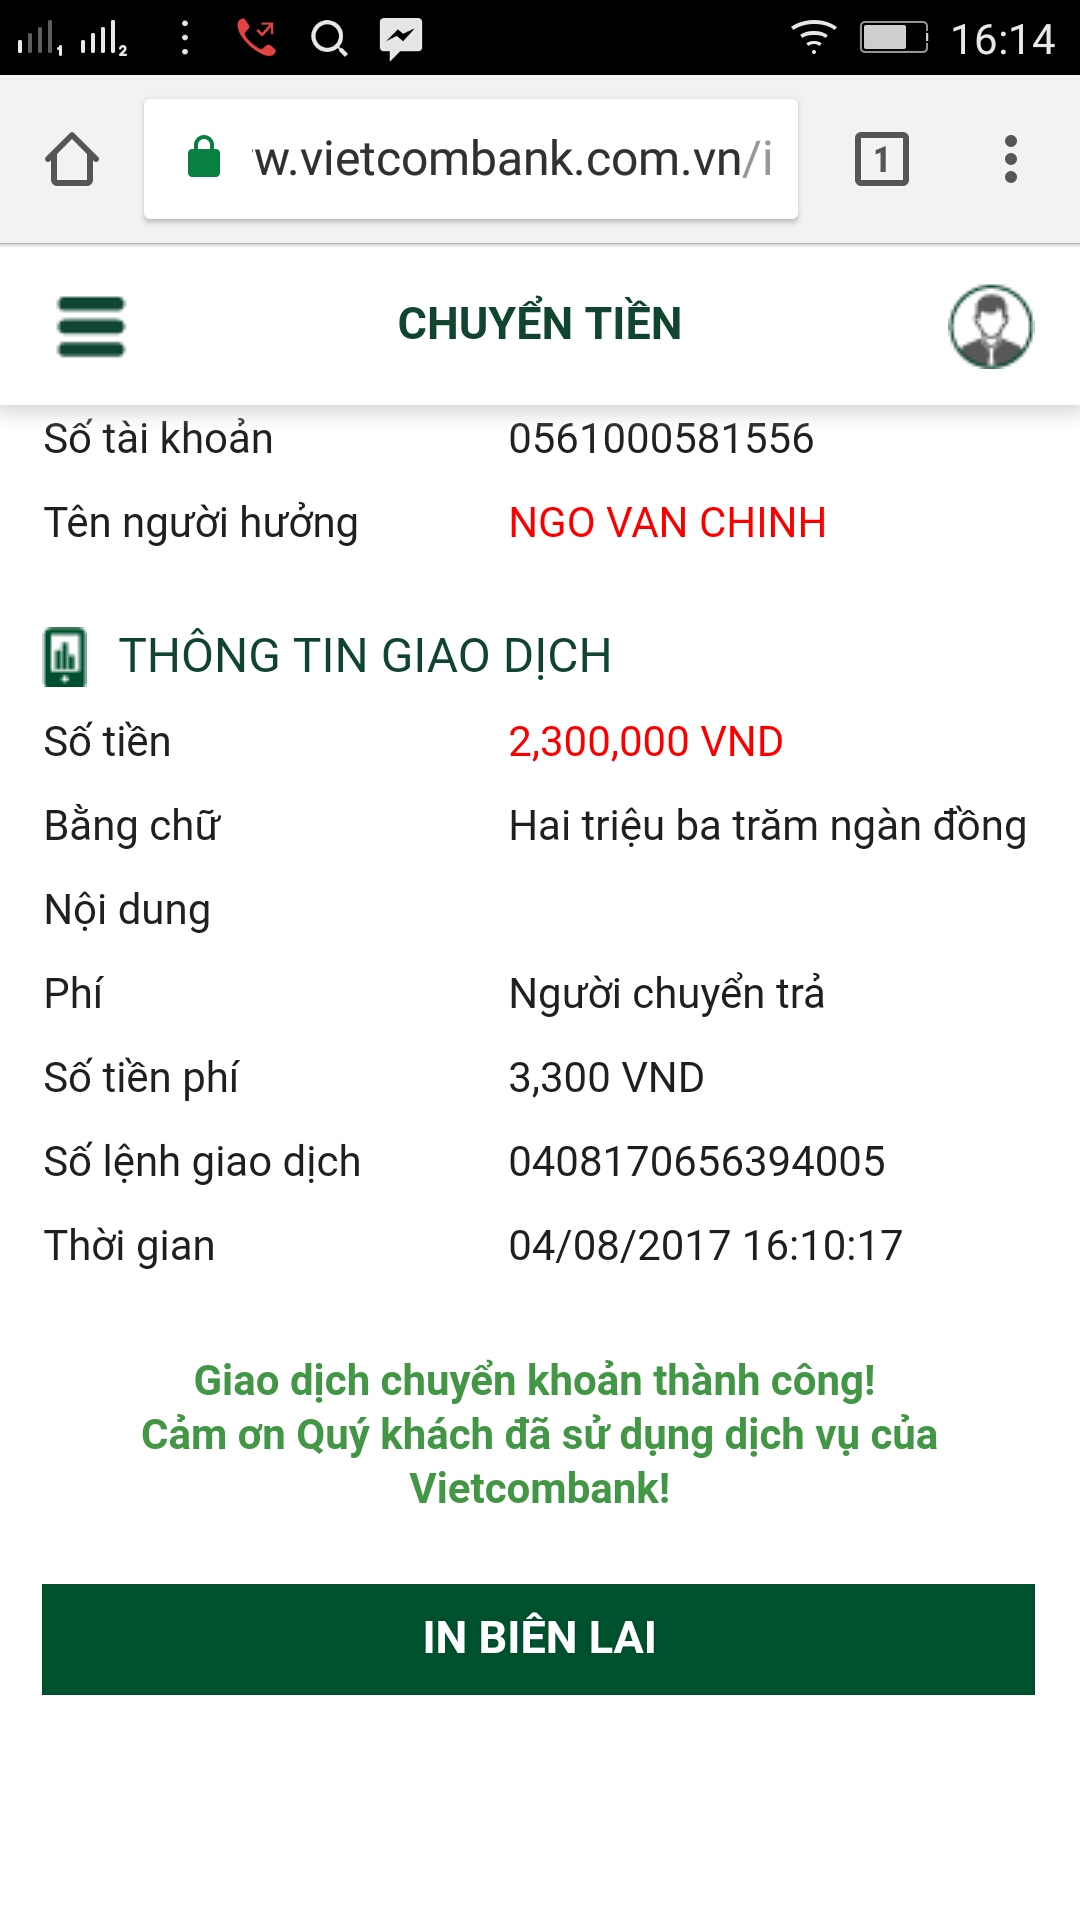 1 2 16:14
w.vietcombank.com.vn/i 1
CHUYỂN TIỀN
Số tài khoản 0561000581556
Tên người hưởng NGO VAN CHINH
THÔNG TIN GIAO DỊCH
Số tiền 2,300,000 VND
Bằng chữ Hai triệu ba trăm ngàn đồng
Nội dung
Phí Người chuyển trả
Số tiền phí 3,300 VND
Số lệnh giao dịch 0408170656394005
Thời gian 04/08/2017 16:10:17
Giao dịch chuyển khoản thành công!
Cảm ơn Quý khách đã sử dụng dịch vụ của
Vietcombank!
IN BIÊN LAI